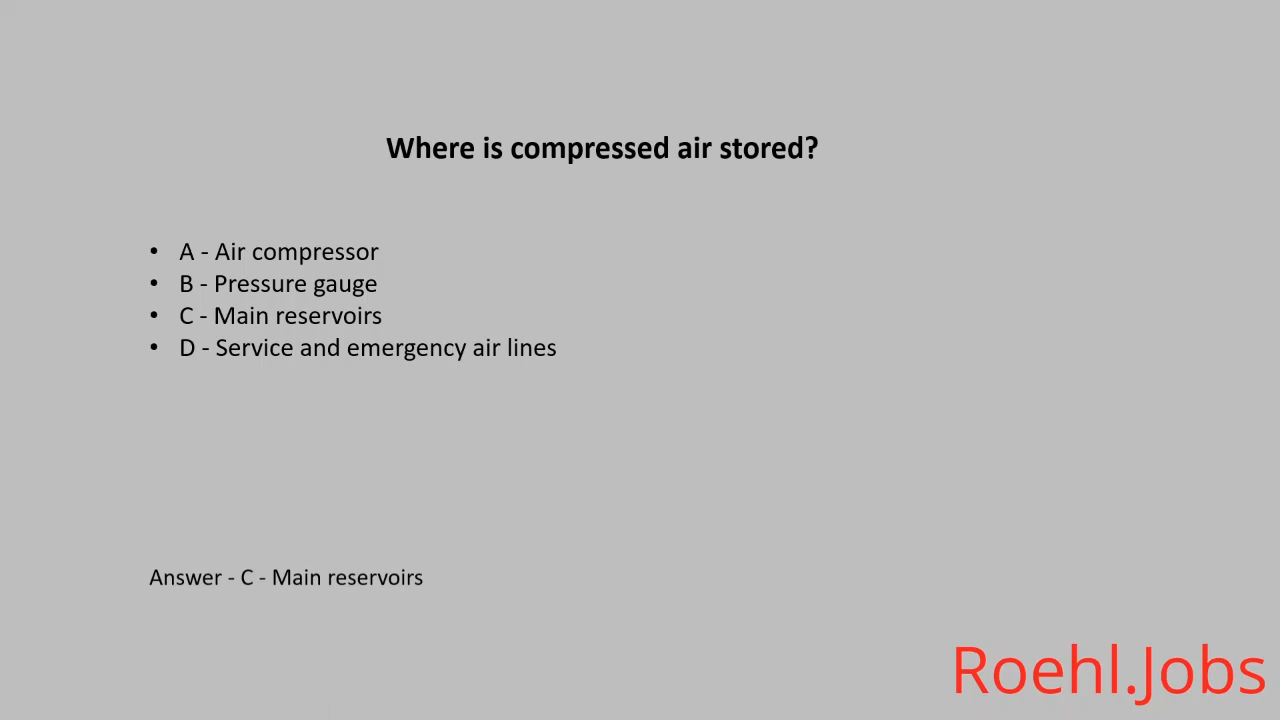 Where is compressed air stored?
• A - Air compressor
• B - Pressure gauge
• C - Main reservoirs
• D - Service and emergency air lines
Answer - C - Main reservoirs
Roehl.Jobs